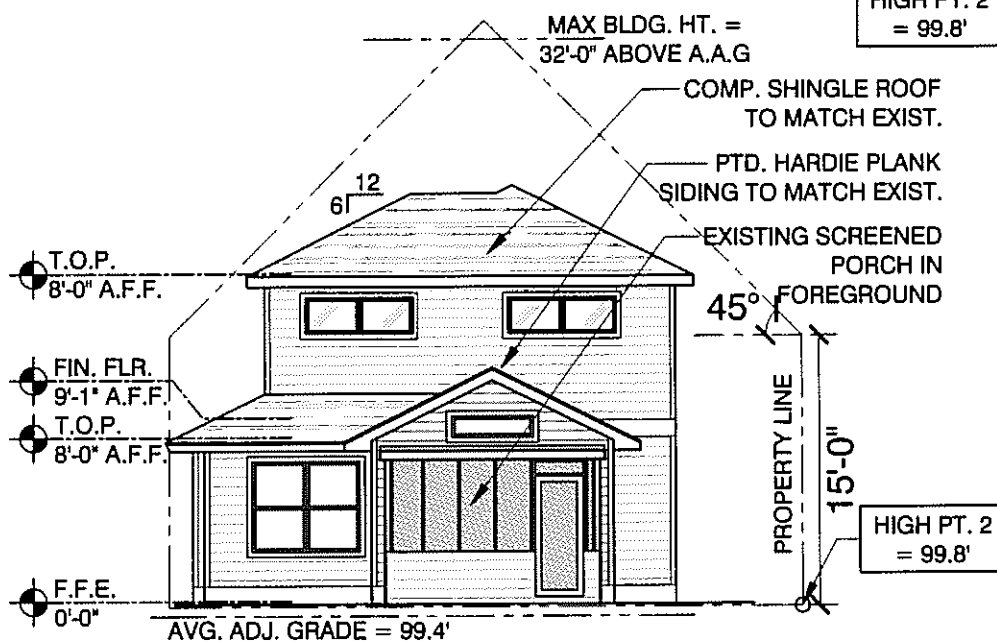 HIGH PT. 2
= 99.8'
MAX BLDG. HT. =
32'-0" ABOVE A.A.G
COMP. SHINGLE ROOF
TO MATCH EXIST.
PTD. HARDIE PLANK
SIDING TO MATCH EXIST.
12
6
EXISTING SCREENED
PORCH IN
FOREGROUND
T.O.P.
8'-0" A.F.F.
45°
FIN. FLR.
9'-1" A.F.F.
T.O.P.
8'-0" A.F.F.
PROPERTY LINE
15'-0"
HIGH PT. 2
= 99.8'
F.F.E.
0'-0"
AVG. ADJ. GRADE = 99.4'